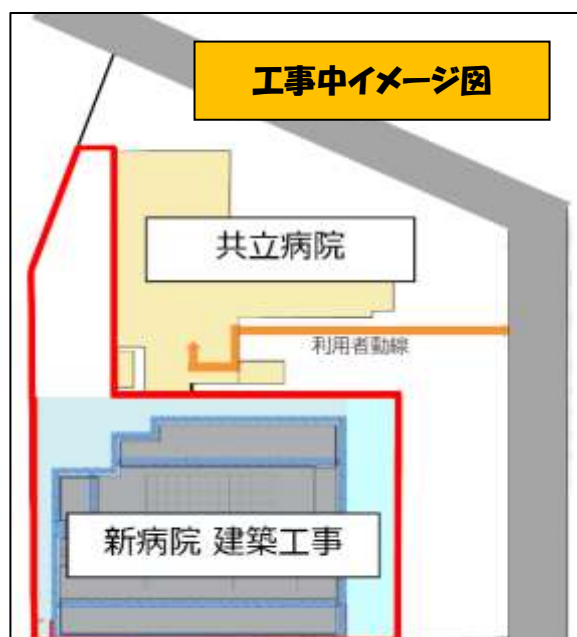 工事中イメージ図
共立病院
利用者動線
新病院 建築工事